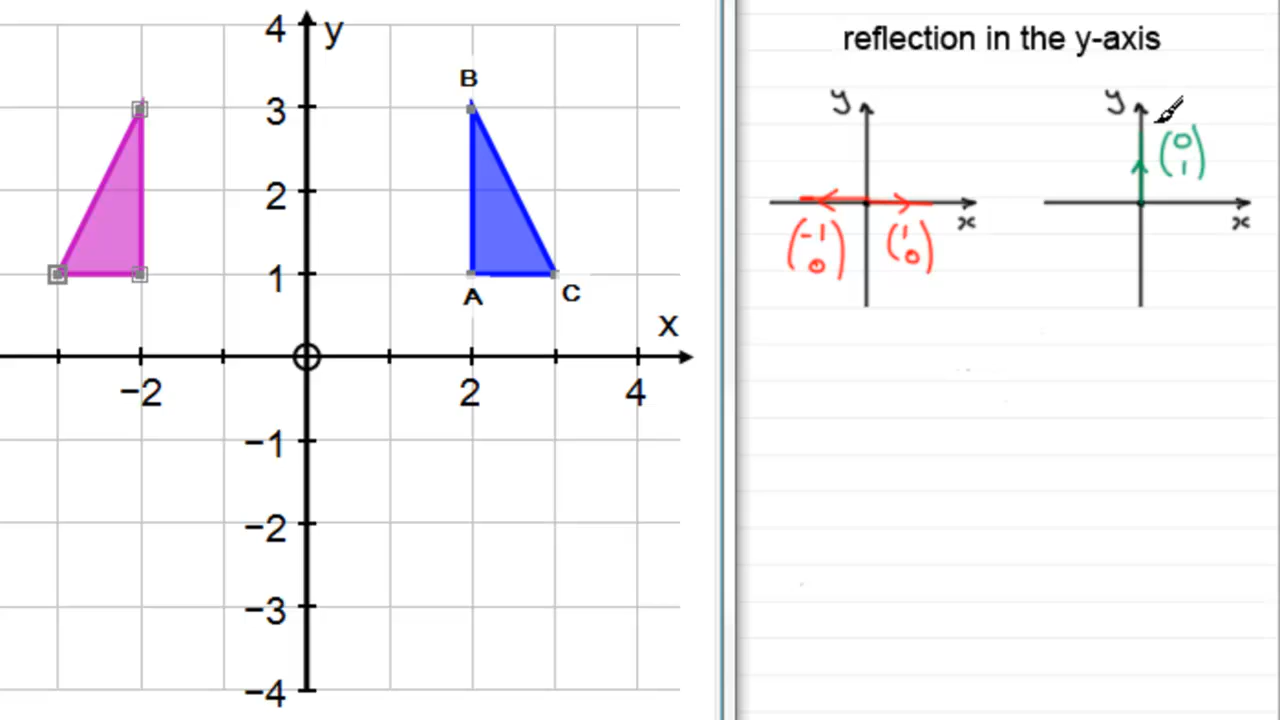 4 y
B
3
2
1
A C
x
−2 2 4
−1
−2
−3
−4
reflection in the y-axis
y
x
(-1 0) (1 0)
y
x
(0 1)